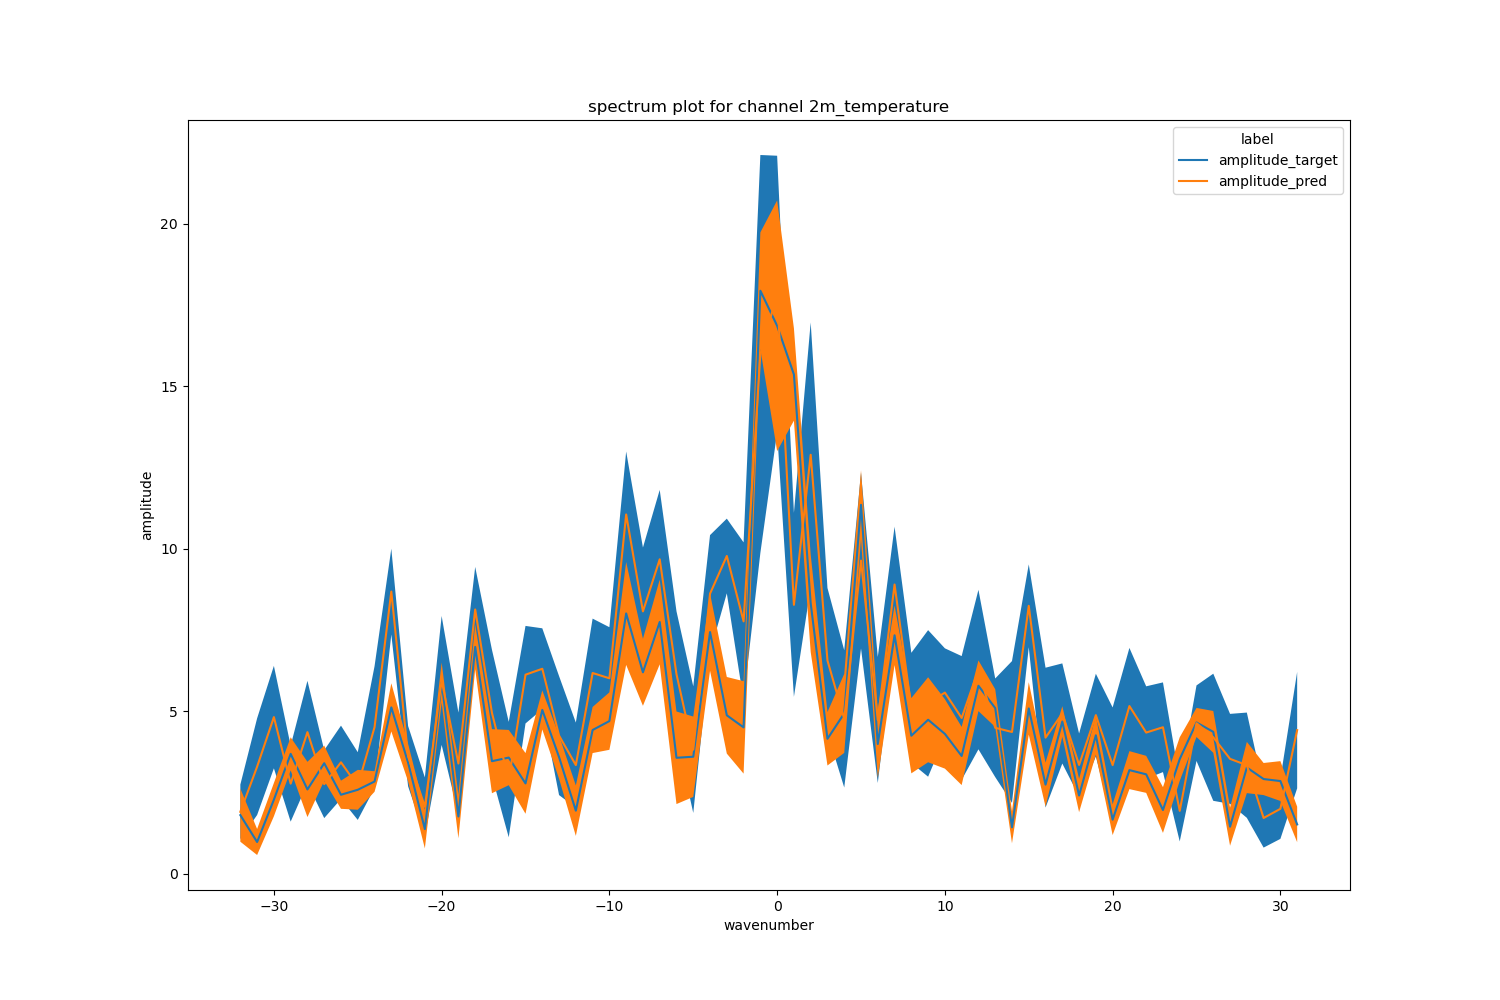 spectrum plot for channel 2m_temperature
label
amplitude_target
amplitude_pred
20
15
10
5
0
amplitude
−30
−20
−10
0
10
20
30
wavenumber